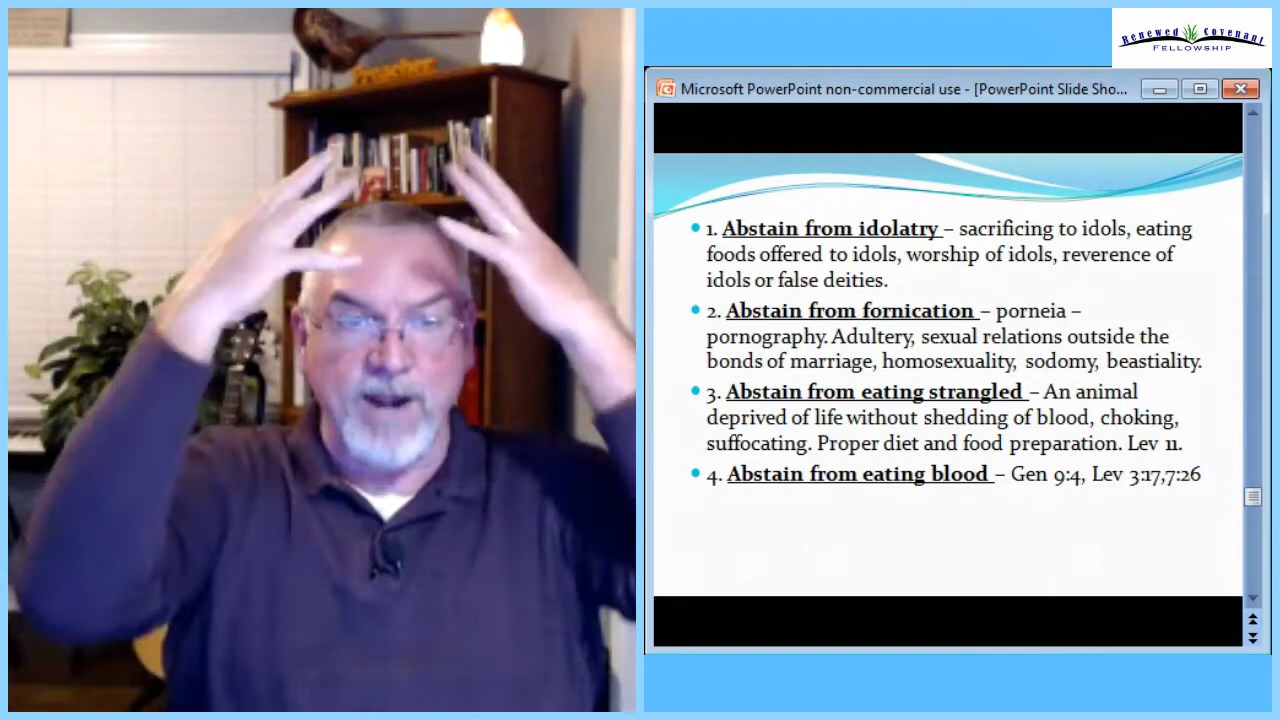 Preacher
Renewed Covenant
FELLOWSHIP
Microsoft PowerPoint non-commercial use - [PowerPoint Slide Sho...
• 1. Abstain from idolatry – sacrificing to idols, eating
foods offered to idols, worship of idols, reverence of
idols or false deities.
• 2. Abstain from fornication – porneia –
pornography. Adultery, sexual relations outside the
bonds of marriage, homosexuality, sodomy, beastiality.
• 3. Abstain from eating strangled – An animal
deprived of life without shedding of blood, choking,
suffocating. Proper diet and food preparation. Lev 11.
• 4. Abstain from eating blood – Gen 9:4, Lev 3:17,7:26